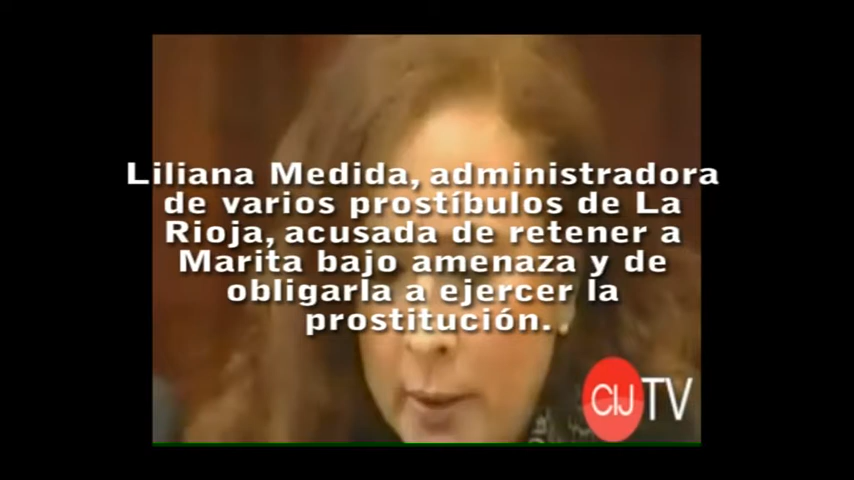 Liliana Medida, administradora
de varios prostíbulos de La
Rioja, acusada de retener a
Marita bajo amenaza y de
obligarla a ejercer la
prostitución.
CIJ TV